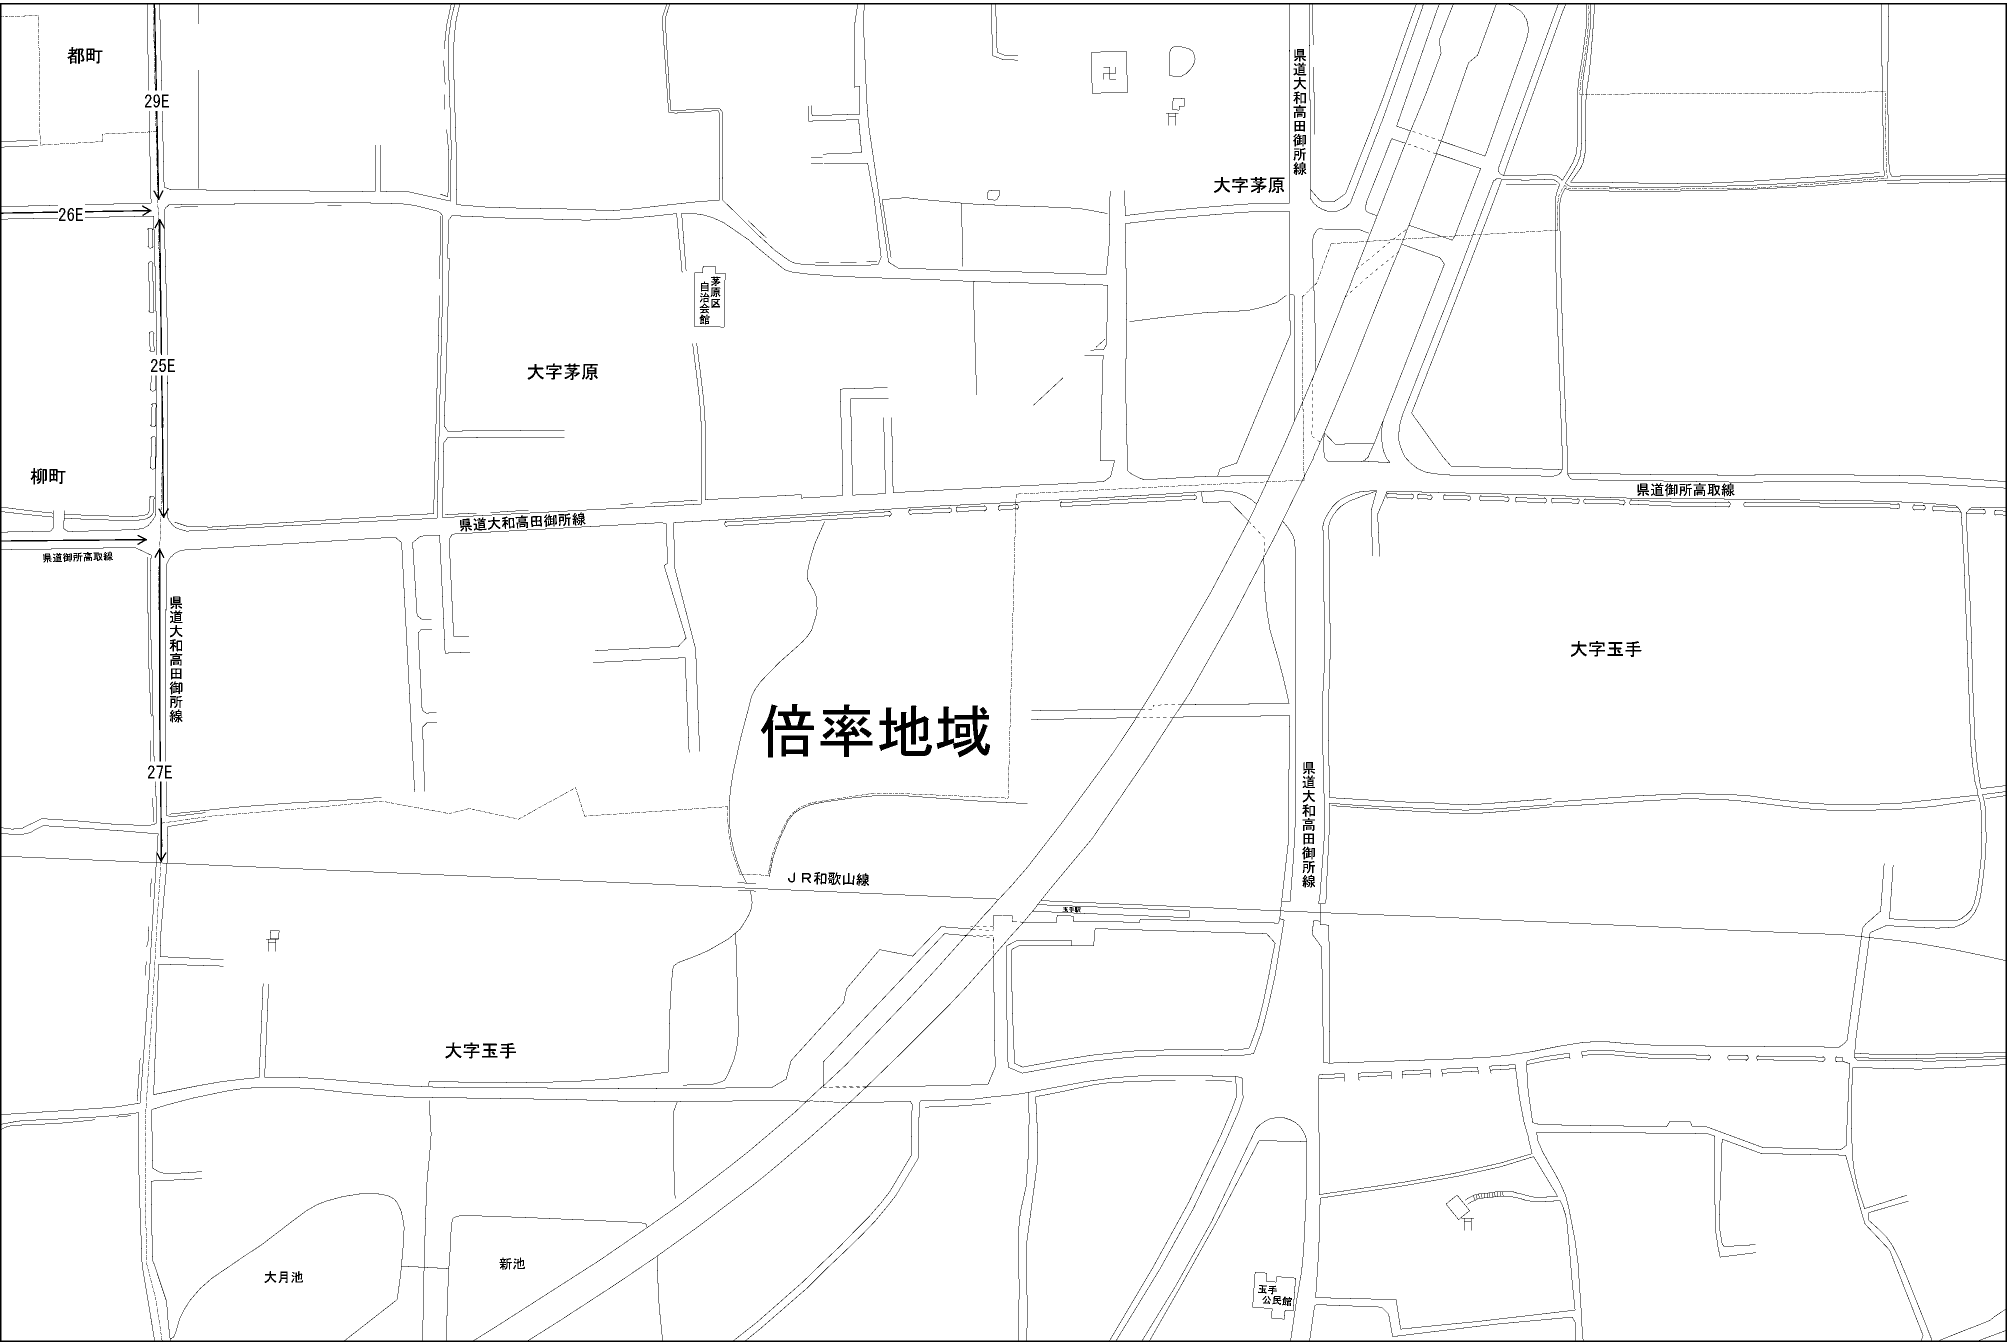 都町
29E
県道大和高田御所線
大字茅原
26E
茅原区
自治会館
25E
大字茅原
柳町
県道御所高取線
県道大和高田御所線
県道御所高取線
県道大和高田御所線
大字玉手
倍率地域
27E
県道大和高田御所線
JR和歌山線
玉手駅
大字玉手
大月池
新池
玉手
公民館